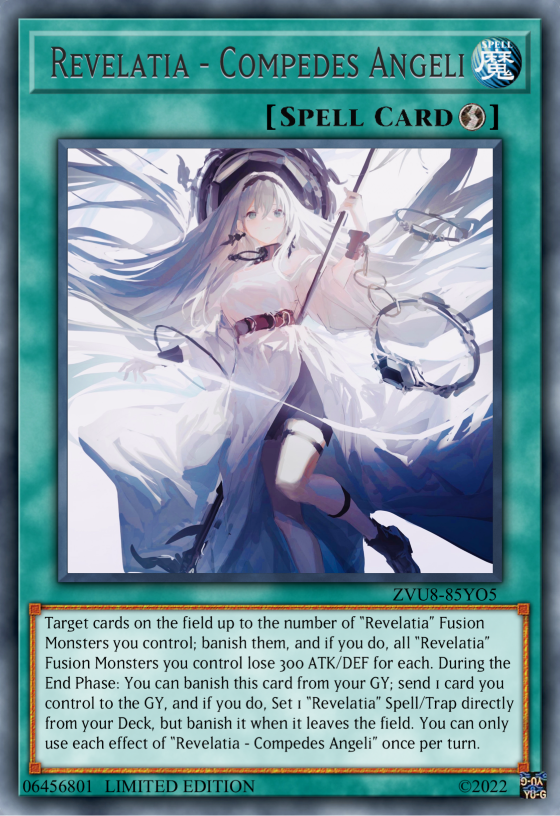 Revelatia - Compedes Angeli
SPELL
魔
[Spell Card]
ZVU8-85YO5
Target cards on the field up to the number of "Revelatia" Fusion
Monsters you control; banish them, and if you do, all "Revelatia"
Fusion Monsters you control lose 300 ATK/DEF for each. During the
End Phase: You can banish this card from your GY; send 1 card you
control to the GY, and if you do, Set 1 "Revelatia" Spell/Trap directly
from your Deck, but banish it when it leaves the field. You can only
use each effect of "Revelatia - Compedes Angeli" once per turn.
06456801 LIMITED EDITION
©2022
YU-G